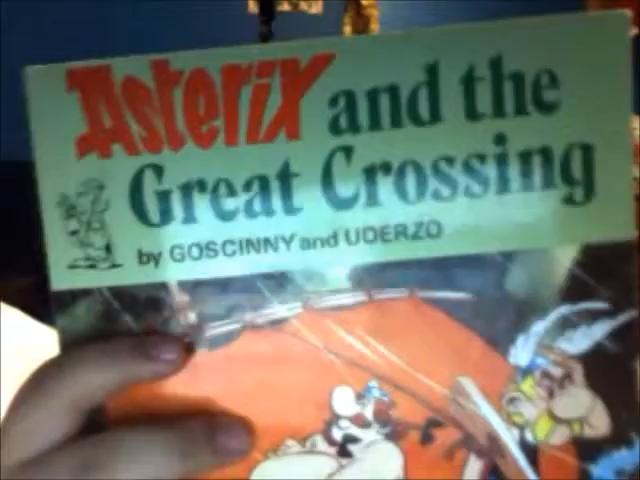 Asterix and the
Great Crossing
by GOSCINNY and UDERZO